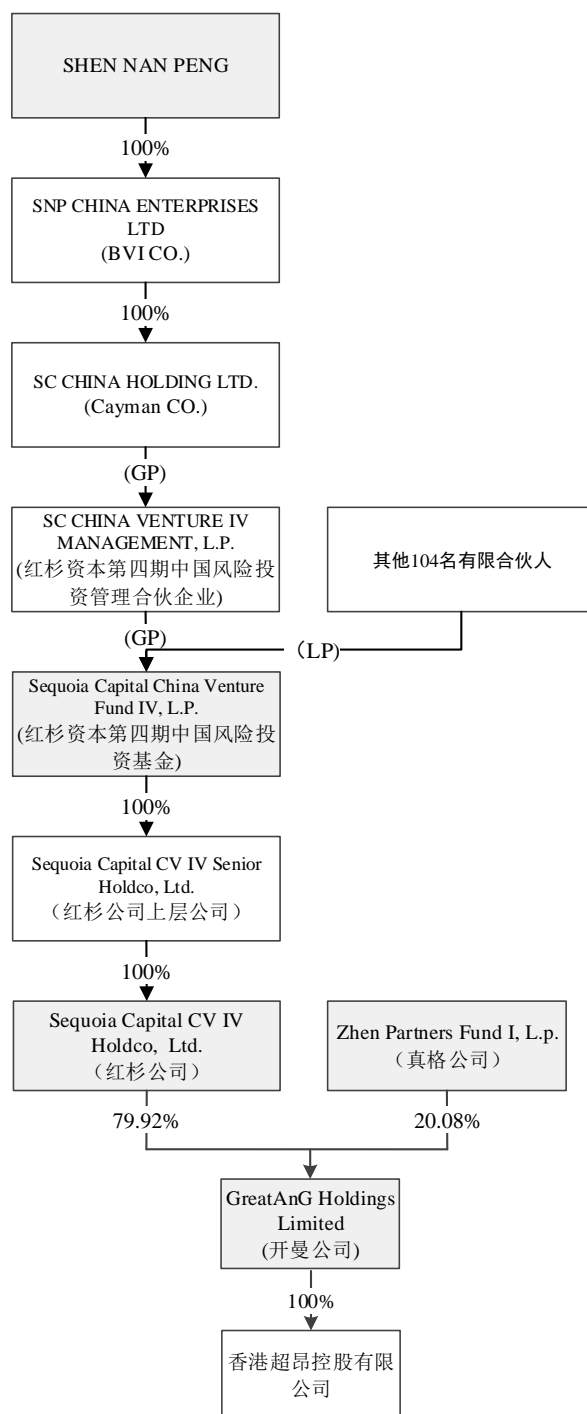 SHEN NAN PENG
100%
SNP CHINA ENTERPRISES
LTD
(BVI CO.)
100%
SC CHINA HOLDING LTD.
(Cayman CO.)
(GP)
SC CHINA VENTURE IV
MANAGEMENT, L.P.
(红杉资本第四期中国风险投
资管理合伙企业)
其他104名有限合伙人
(GP)
（LP)
Sequoia Capital China Venture
Fund IV, L.P.
(红杉资本第四期中国风险投
资基金)
100%
Sequoia Capital CV IV Senior
Holdco, Ltd.
（红杉公司上层公司）
100%
Sequoia Capital CV IV
Holdco, Ltd.
（红杉公司）
Zhen Partners Fund I, L.p.
（真格公司）
79.92%
20.08%
GreatAnG Holdings
Limited
(开曼公司)
100%
香港超昂控股有限
公司